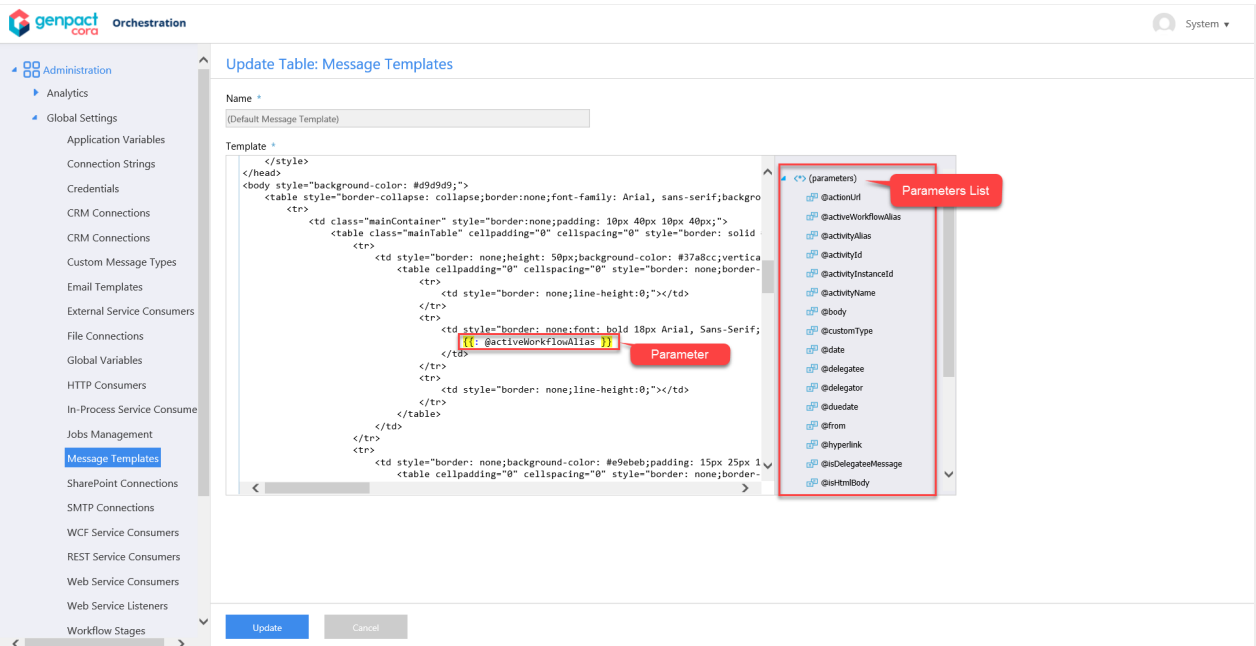 genpact
cora
Orchestration
System ▾
Administration
Analytics
Global Settings
Application Variables
Connection Strings
Credentials
CRM Connections
CRM Connections
Custom Message Types
Email Templates
External Service Consumers
File Connections
Global Variables
HTTP Consumers
In-Process Service Consume
Jobs Management
Message Templates
SharePoint Connections
SMTP Connections
WCF Service Consumers
REST Service Consumers
Web Service Consumers
Web Service Listeners
Workflow Stages
Update Table: Message Templates
Name *
(Default Message Template)
Template *
</style>
</head>
<body style="background-color: #d9d9d9;">
<table style="border-collapse: collapse;border:none;font-family: Arial, sans-serif;backgro
<tr>
<td class="mainContainer" style="border:none;padding: 10px 40px 10px 40px;">
<table class="mainTable" cellpadding="0" cellspacing="0" style="border: solid
<tr>
<td style="border: none;height: 50px;background-color: #37a8cc;vertica
<table cellpadding="0" cellspacing="0" style="border: none;border-
<tr>
<td style="border: none;line-height:0;"></td>
</tr>
<tr>
<td style="border: none;font: bold 18px Arial, Sans-Serif;
{{: @activeWorkflowAlias }}
</td>
</tr>
<tr>
<td style="border: none;line-height:0;"></td>
</tr>
</table>
</td>
</tr>
<tr>
<td style="border: none;background-color: #e9ebeb;padding: 15px 25px 1
<table cellpadding="0" cellspacing="0" style="border: none;border-
Parameter
(parameters)
@actionUrl
@activeWorkflowAlias
@activityAlias
@activityId
@activityInstanceId
@activityName
@body
@customType
@date
@delegatee
@delegator
@duedate
@from
@hyperlink
@isDelegateeMessage
@isHtmlBody
Parameters List
Update
Cancel